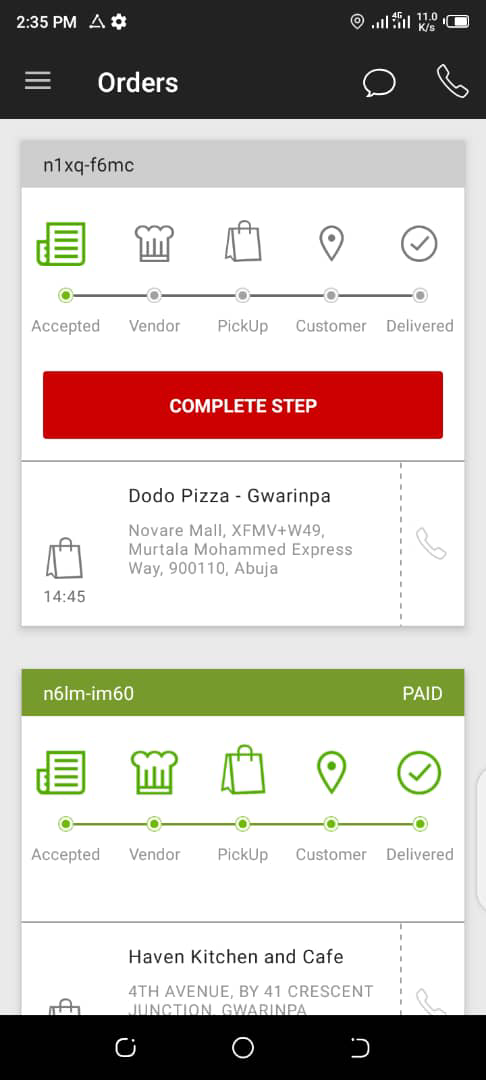 2:35 PM 4G 11.0 K/s
Orders
n1xq-f6mc
Accepted Vendor PickUp Customer Delivered
COMPLETE STEP
Dodo Pizza - Gwarinpa
Novare Mall, XFMV+W49,
Murtala Mohammed Express
Way, 900110, Abuja
14:45
n6lm-im60 PAID
Accepted Vendor PickUp Customer Delivered
Haven Kitchen and Cafe
4TH AVENUE, BY 41 CRESCENT
JUNCTION, GWARINPA